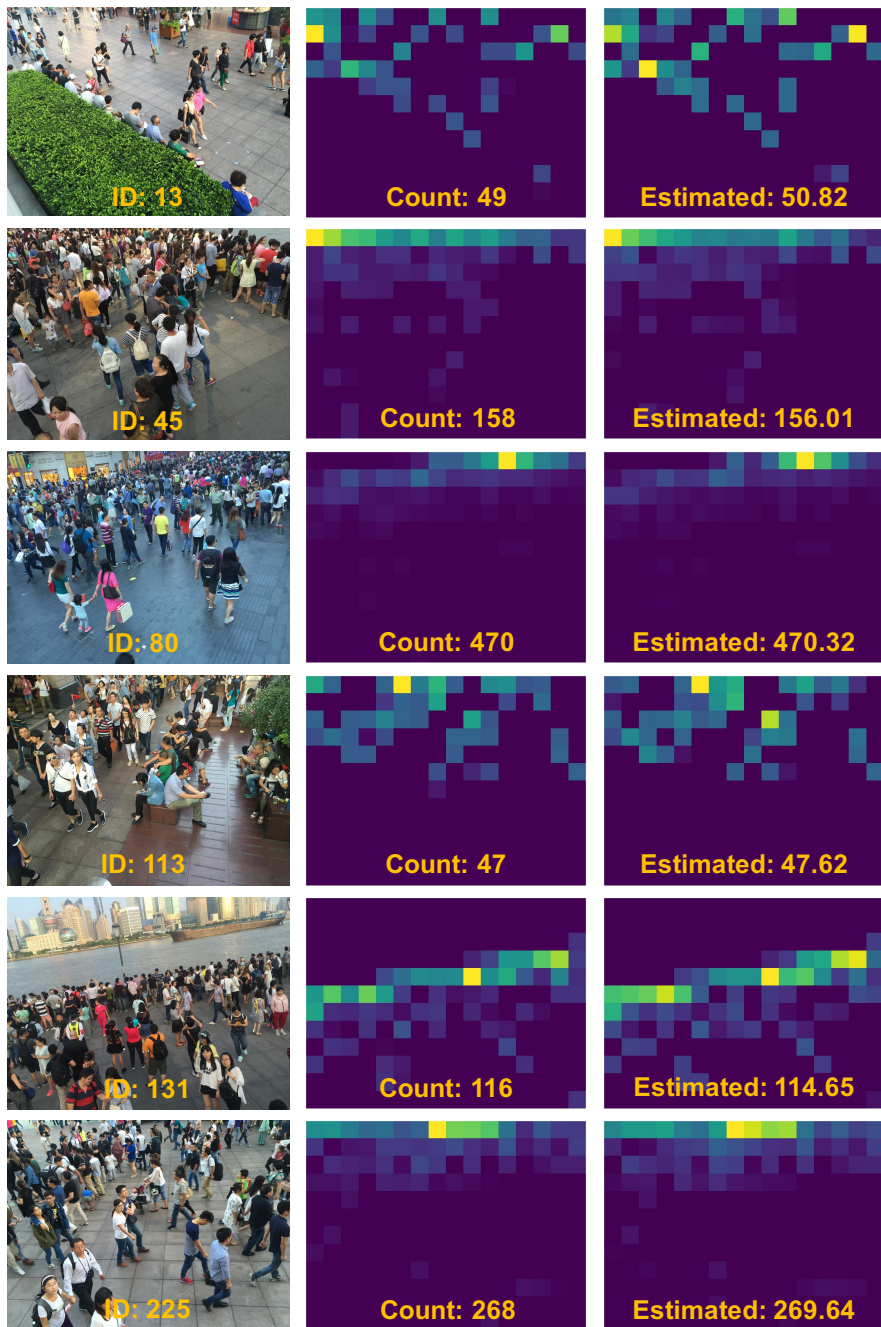 ID: 13
Count: 49
Estimated: 50.82
ID: 45
Count: 158
Estimated: 156.01
ID: 80
Count: 470
Estimated: 470.32
ID: 113
Count: 47
Estimated: 47.62
ID: 131
Count: 116
Estimated: 114.65
ID: 225
Count: 268
Estimated: 269.64